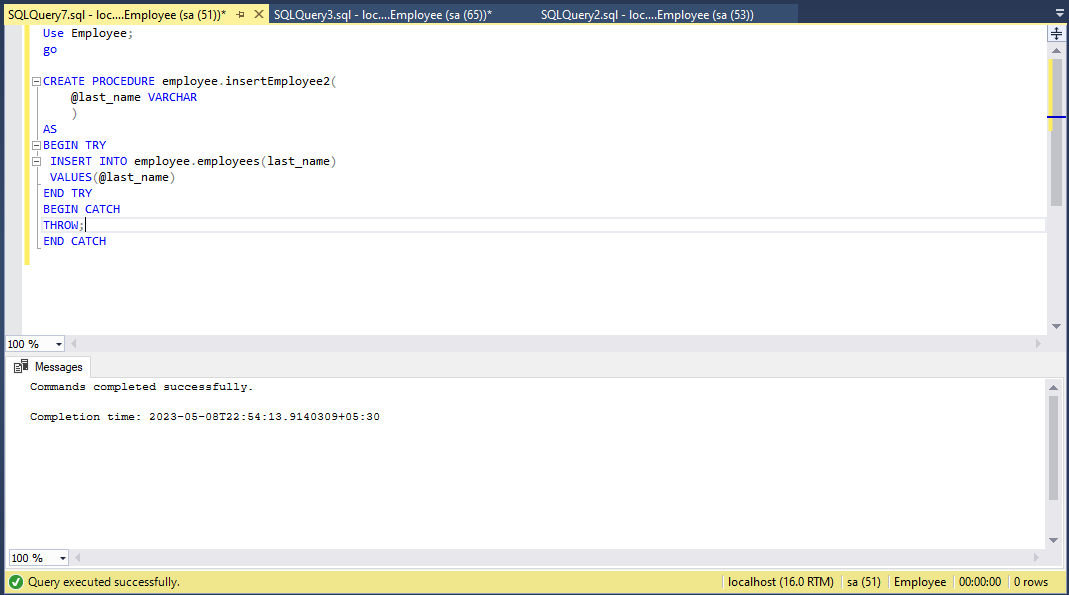 SQLQuery7.sql - loc....Employee (sa (51))* SQLQuery3.sql - loc....Employee (sa (65))* SQLQuery2.sql - loc....Employee (sa (53))
Use Employee;
go
CREATE PROCEDURE employee.insertEmployee2(
@last_name VARCHAR
)
AS
BEGIN TRY
INSERT INTO employee.employees(last_name)
VALUES(@last_name)
END TRY
BEGIN CATCH
THROW;
END CATCH
100 %
Messages
Commands completed successfully.
Completion time: 2023-05-08T22:54:13.9140309+05:30
100 %
Query executed successfully. localhost (16.0 RTM) sa (51) Employee 00:00:00 0 rows